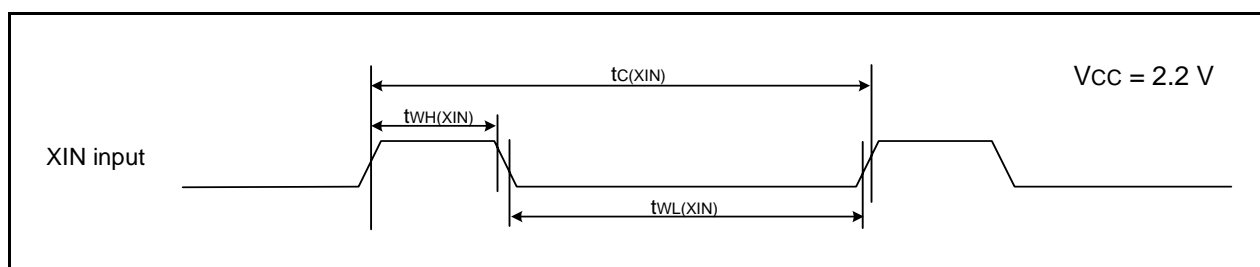 tC(XIN)
VCC = 2.2 V
tWH(XIN)
XIN input
tWL(XIN)